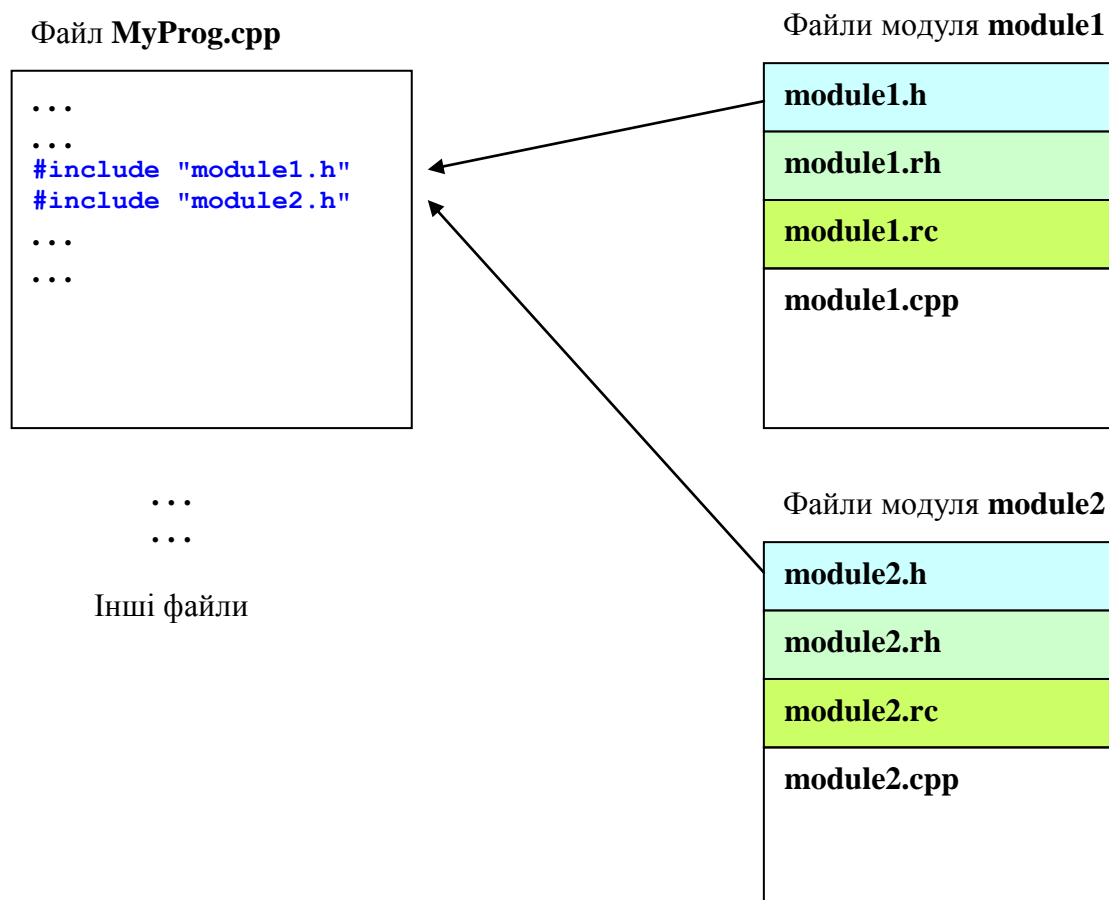 Файл MyProg.cpp
. . .
. . .
#include "module1.h"
#include "module2.h"
. . .
. . .
. . .
. . .
Інші файли
Файли модуля module1
module1.h
module1.rh
module1.rc
module1.cpp
Файли модуля module2
module2.h
module2.rh
module2.rc
module2.cpp